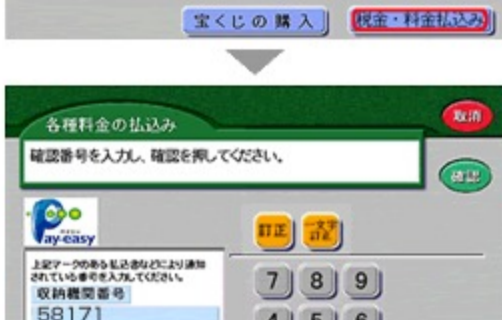 宝くじの購入
税金・料金払込み
各種料金の払込み
取消
確認番号を入力し、確認を押してください。
確認
Pay-easy
訂正
一文字
訂正
上記マークのある払込書などにより通知
されている番号を入力してください。
収納機関番号
58171
7 8 9
4 5 6